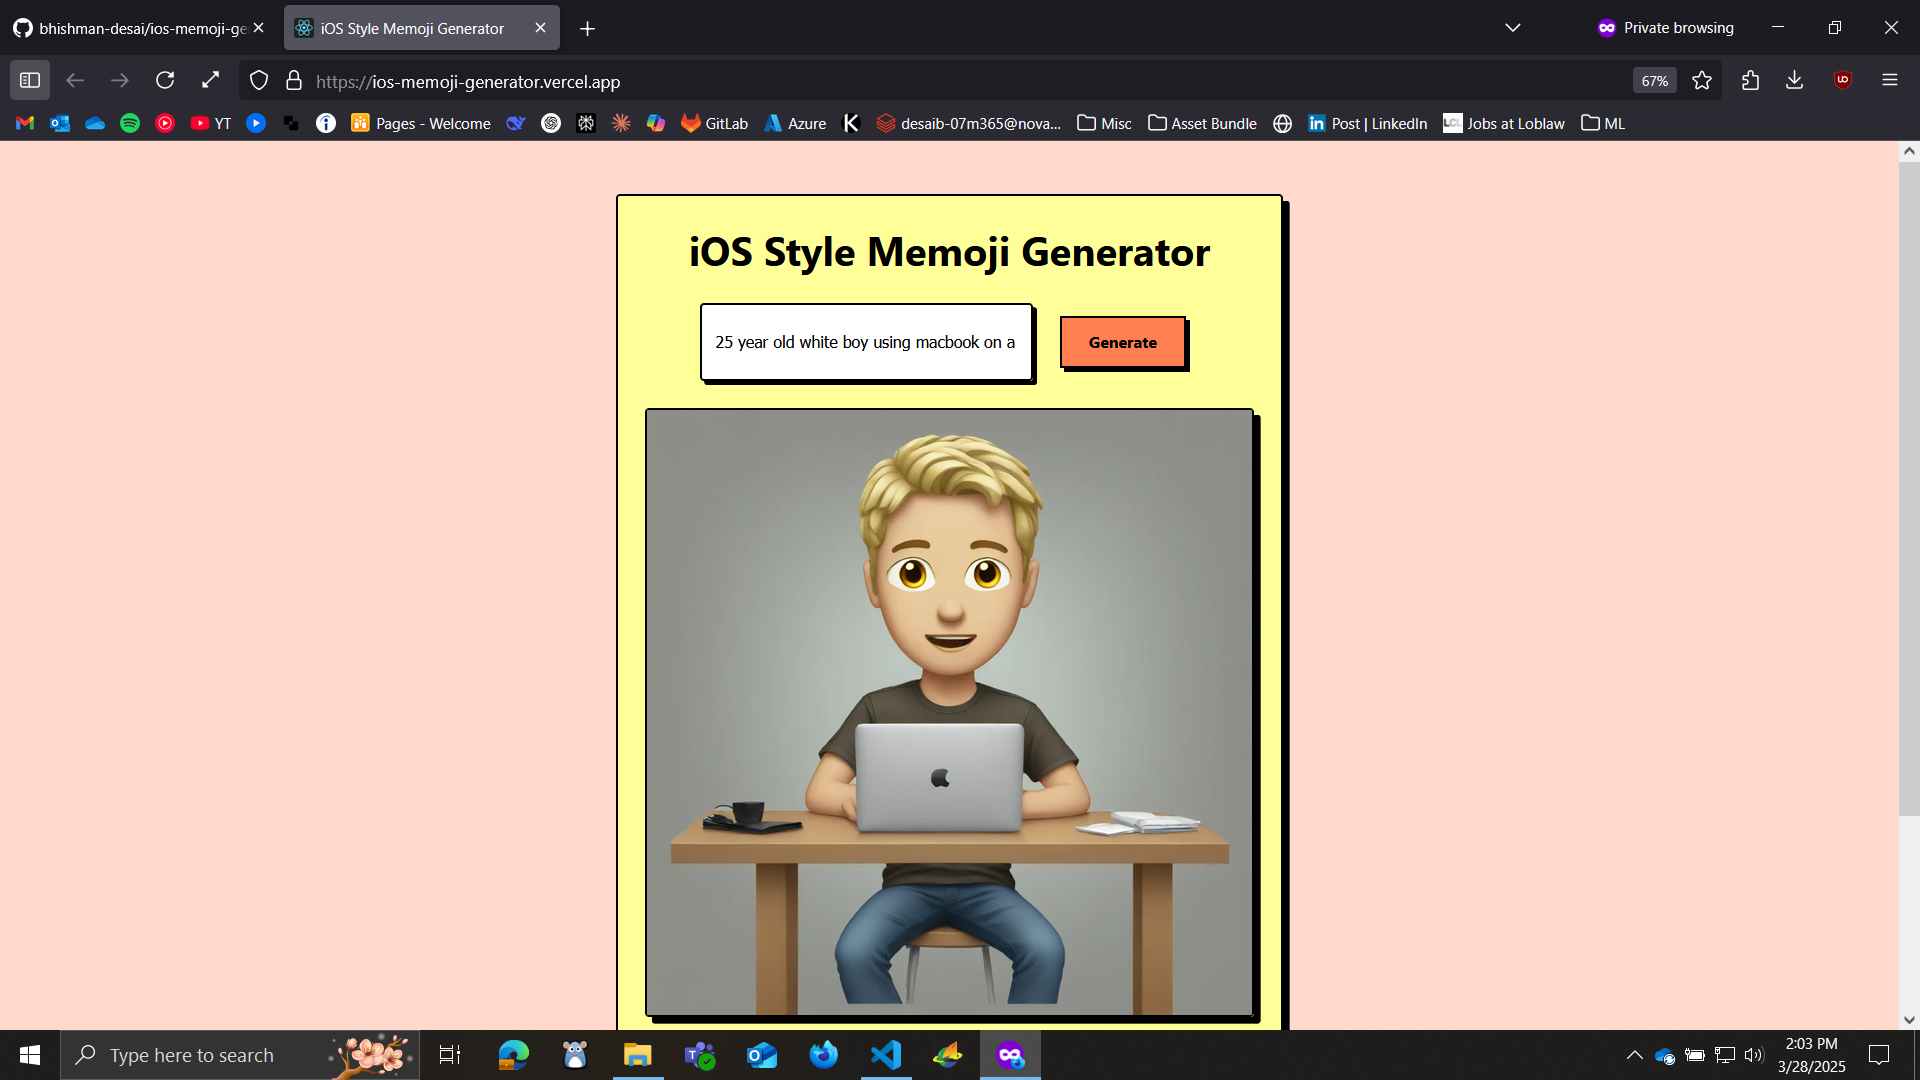 bhishman-desai/ios-memoji-ge
iOS Style Memoji Generator
Private browsing
https://ios-memoji-generator.vercel.app
67%
YT
Pages - Welcome
GitLab
Azure
desaib-07m365@nova...
Misc
Asset Bundle
Post | LinkedIn
LCL
Jobs at Loblaw
ML
iOS Style Memoji Generator
25 year old white boy using macbook on a
Generate
Type here to search
2:03 PM
3/28/2025